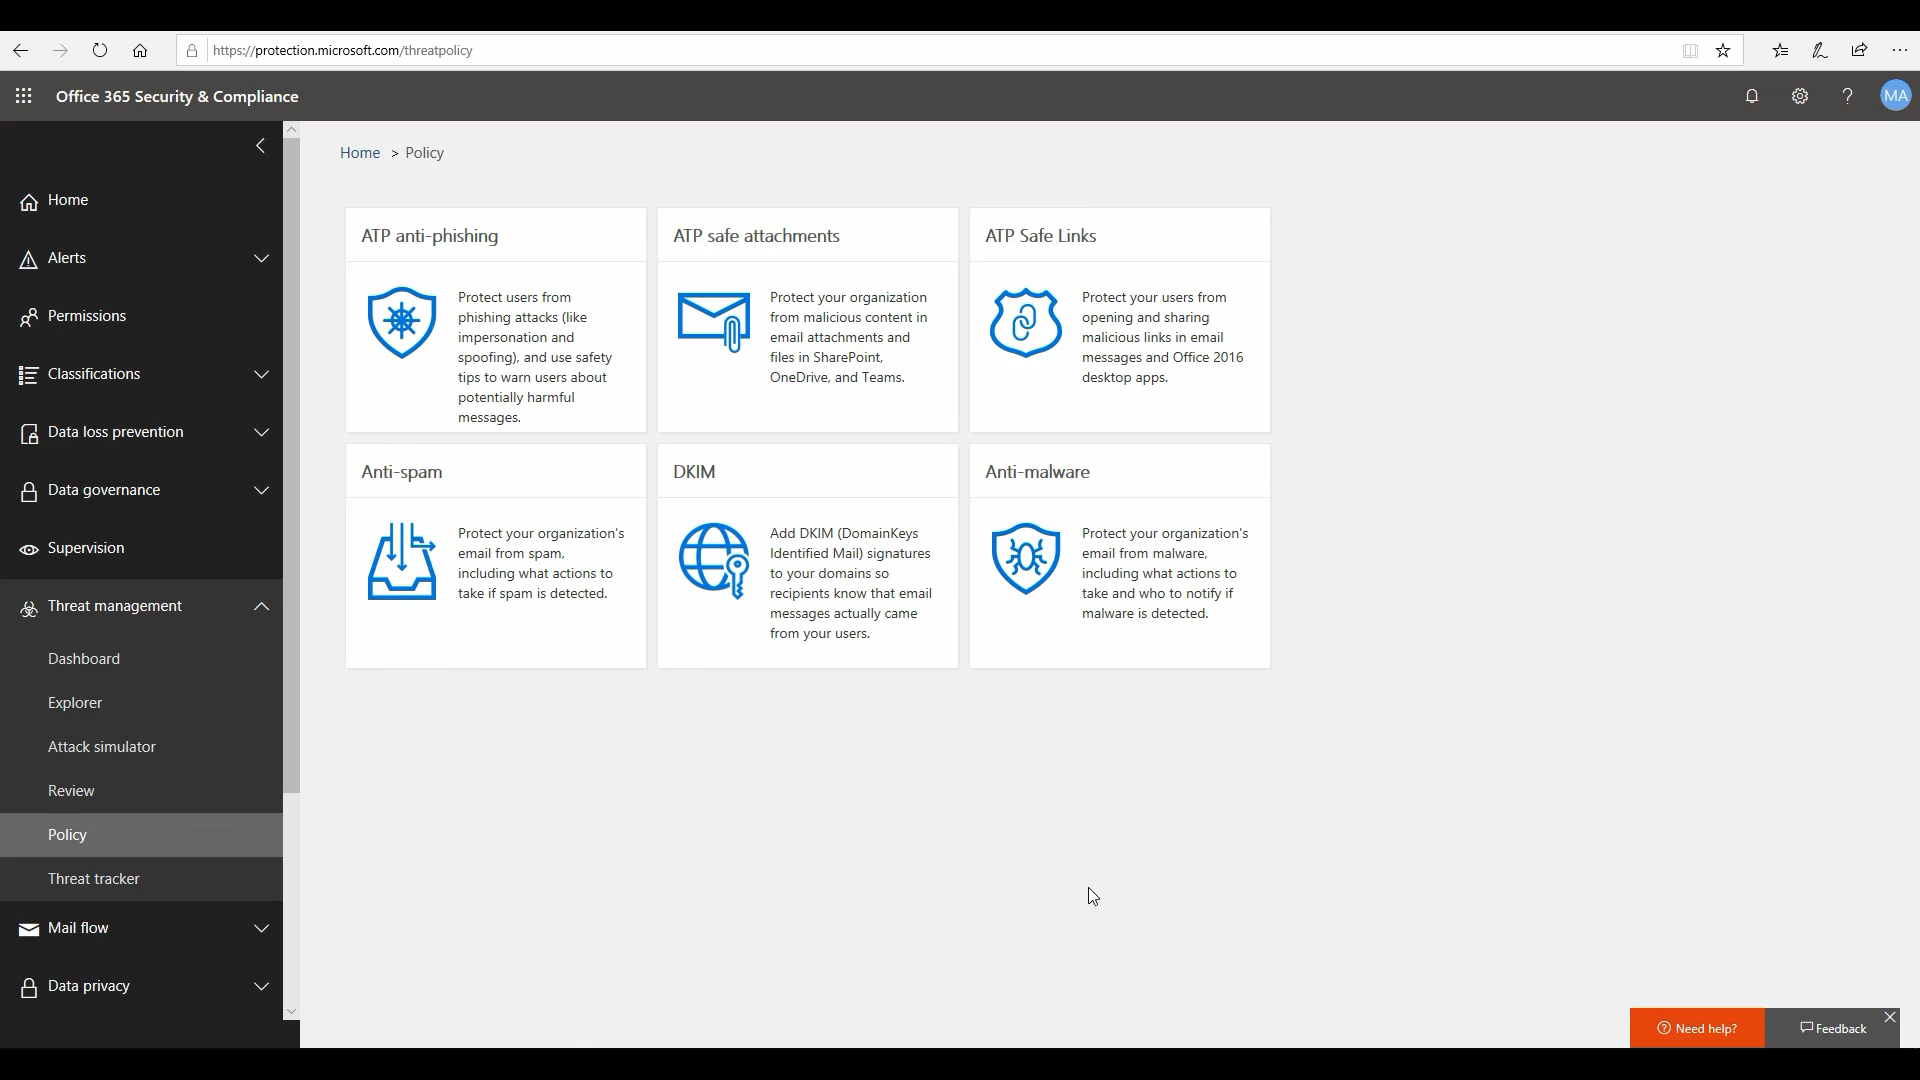 https://protection.microsoft.com/threatpolicy
Office 365 Security & Compliance
MA
Home
Alerts
Permissions
Classifications
Data loss prevention
Data governance
Supervision
Threat management
Dashboard
Explorer
Attack simulator
Review
Policy
Threat tracker
Mail flow
Data privacy
Home > Policy
ATP anti-phishing
Protect users from
phishing attacks (like
impersonation and
spoofing), and use safety
tips to warn users about
potentially harmful
messages.
ATP safe attachments
Protect your organization
from malicious content in
email attachments and
files in SharePoint,
OneDrive, and Teams.
ATP Safe Links
Protect your users from
opening and sharing
malicious links in email
messages and Office 2016
desktop apps.
Anti-spam
Protect your organization's
email from spam,
including what actions to
take if spam is detected.
DKIM
Add DKIM (DomainKeys
Identified Mail) signatures
to your domains so
recipients know that email
messages actually came
from your users.
Anti-malware
Protect your organization's
email from malware,
including what actions to
take and who to notify if
malware is detected.
Need help?
Feedback